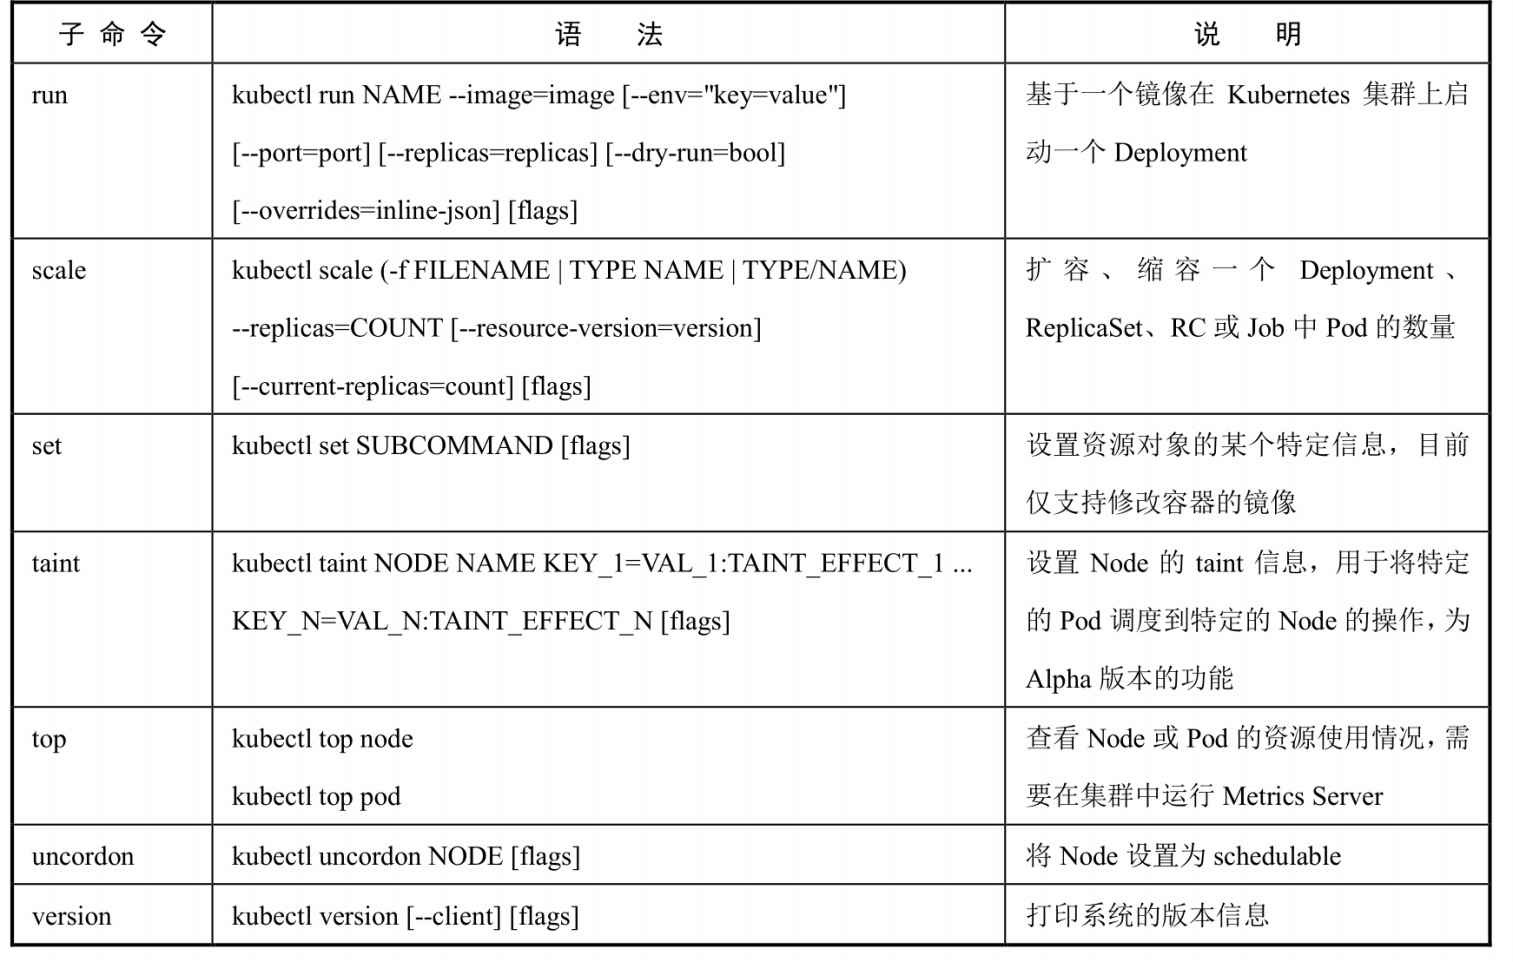 子 命 令 语 法 说 明
run kubectl run NAME --image=image [--env="key=value"] 基于一个镜像在 Kubernetes 集群上启
[--port=port] [--replicas=replicas] [--dry-run=bool] 动一个 Deployment
[--overrides=inline-json] [flags]
scale kubectl scale (-f FILENAME | TYPE NAME | TYPE/NAME) 扩容、缩容一个 Deployment、
--replicas=COUNT [--resource-version=version] ReplicaSet、RC 或 Job 中 Pod 的数量
[--current-replicas=count] [flags]
set kubectl set SUBCOMMAND [flags] 设置资源对象的某个特定信息，目前
仅支持修改容器的镜像
taint kubectl taint NODE NAME KEY_1=VAL_1:TAINT_EFFECT_1 ... 设置 Node 的 taint 信息，用于将特定
KEY_N=VAL_N:TAINT_EFFECT_N [flags] 的 Pod 调度到特定的 Node 的操作，为
Alpha 版本的功能
top kubectl top node 查看 Node 或 Pod 的资源使用情况，需
kubectl top pod 要在集群中运行 Metrics Server
uncordon kubectl uncordon NODE [flags] 将 Node 设置为 schedulable
version kubectl version [--client] [flags] 打印系统的版本信息